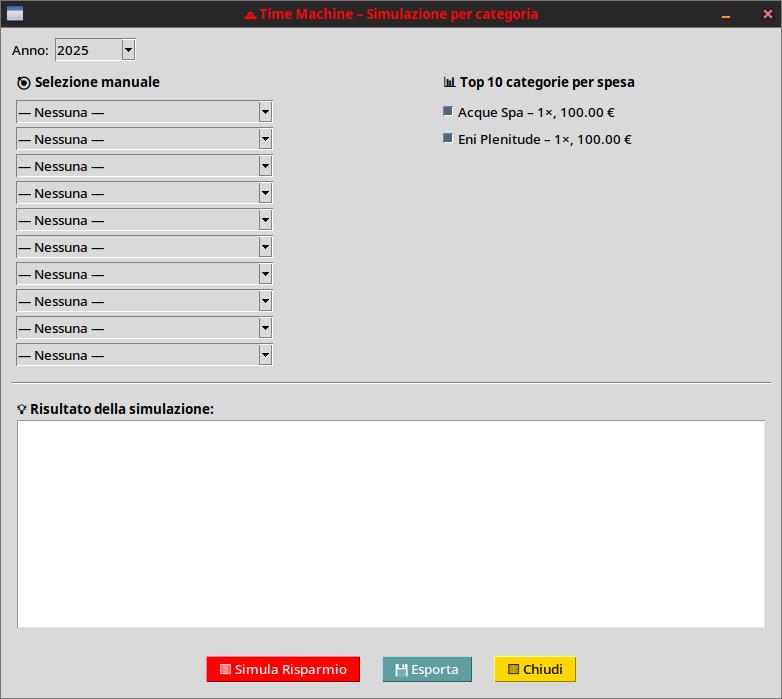 Time Machine – Simulazione per categoria
Anno: 2025
Selezione manuale
— Nessuna —
— Nessuna —
— Nessuna —
— Nessuna —
— Nessuna —
— Nessuna —
— Nessuna —
— Nessuna —
— Nessuna —
— Nessuna —
Top 10 categorie per spesa
Acque Spa – 1×, 100.00 €
Eni Plenitude – 1×, 100.00 €
Risultato della simulazione:
Simula Risparmio
Esporta
Chiudi